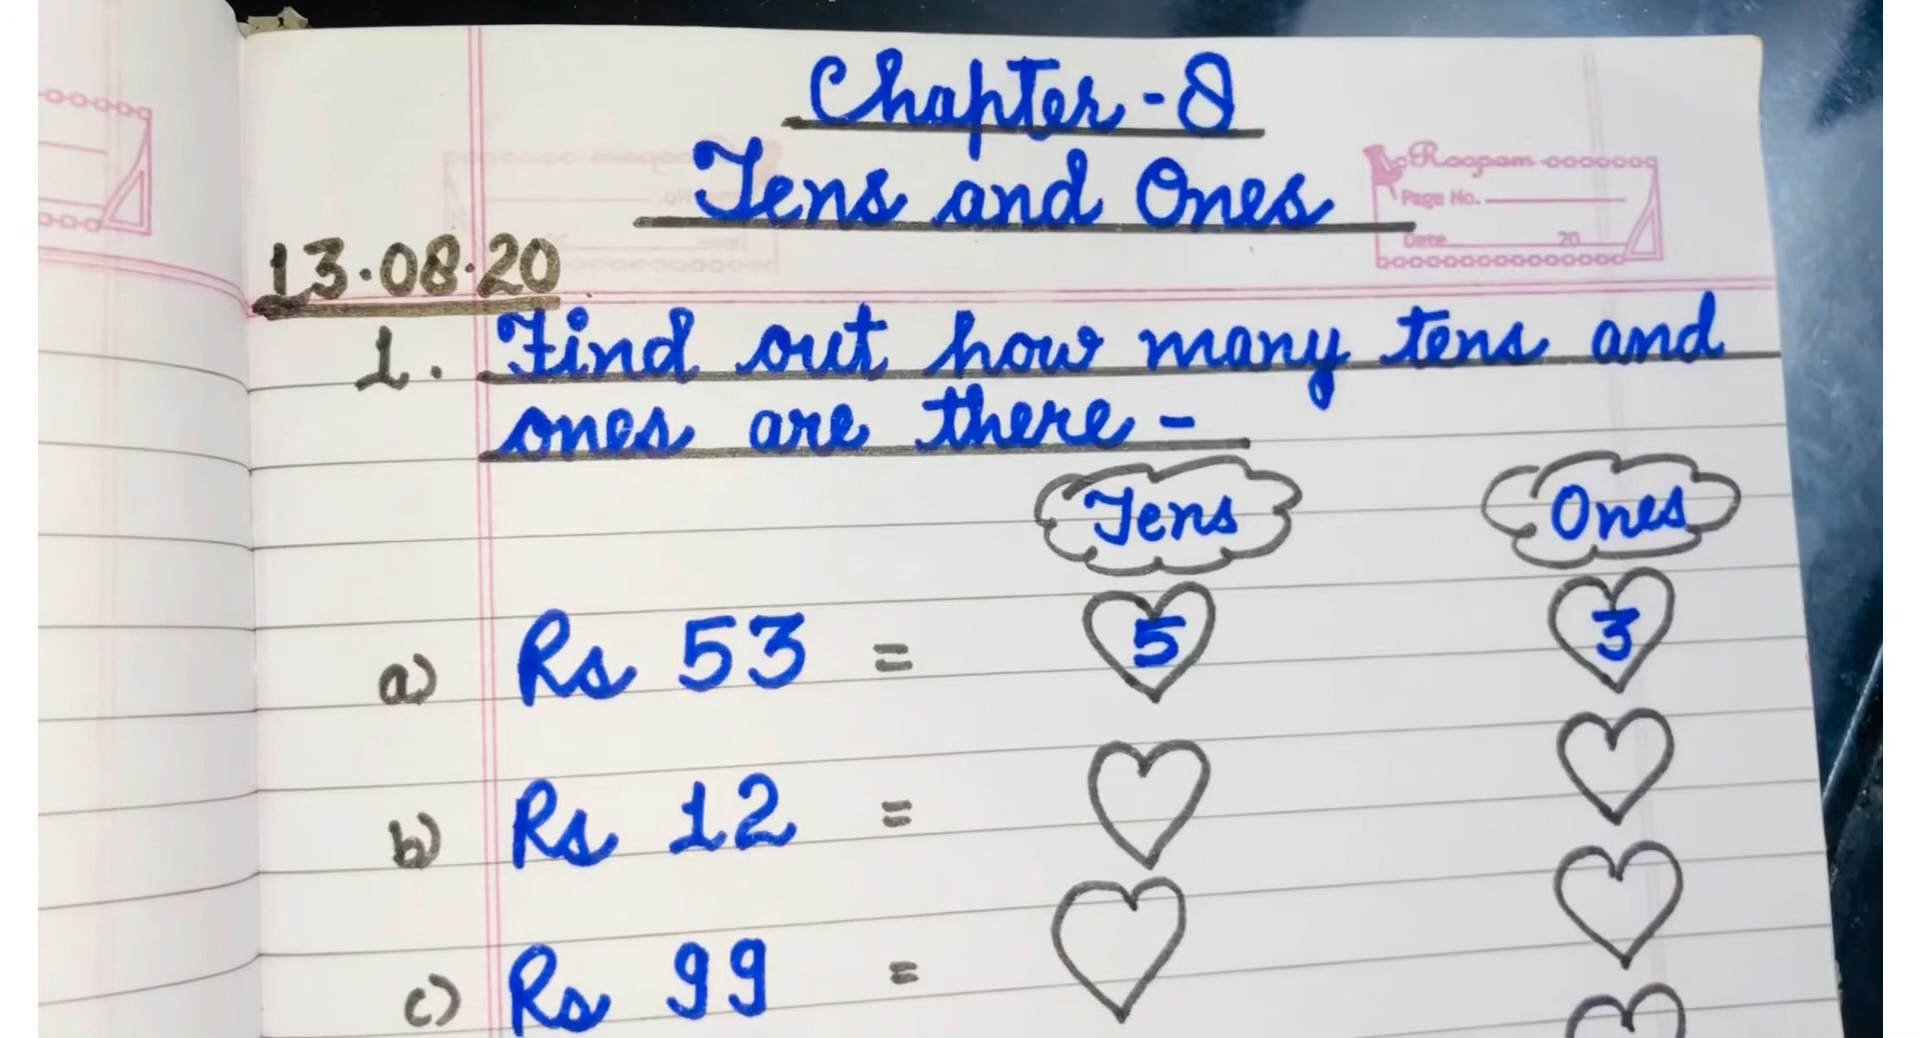 Chapter - 8
Tens and Ones
Roopam
Page No.
Date 20
13.08.20
1. Find out how many tens and
ones are there -
Tens Ones
a) Rs 53 = 5 3
b) Rs 12 =
c) Rs 99 =